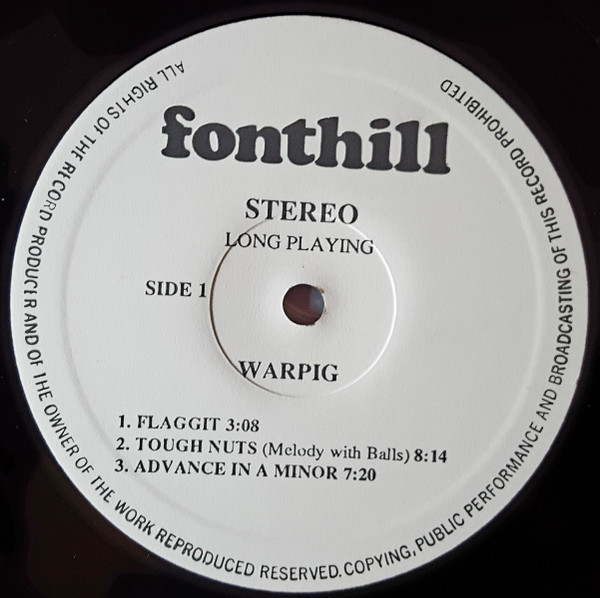 fonthill
STEREO
LONG PLAYING
SIDE 1
WARPIG
1. FLAGGIT 3:08
2. TOUGH NUTS (Melody with Balls) 8:14
3. ADVANCE IN A MINOR 7:20
ALL RIGHTS OF THE RECORD PRODUCER AND OF THE OWNER OF THE WORK REPRODUCED RESERVED. COPYING, PUBLIC PERFORMANCE AND BROADCASTING OF THIS RECORD PROHIBITED